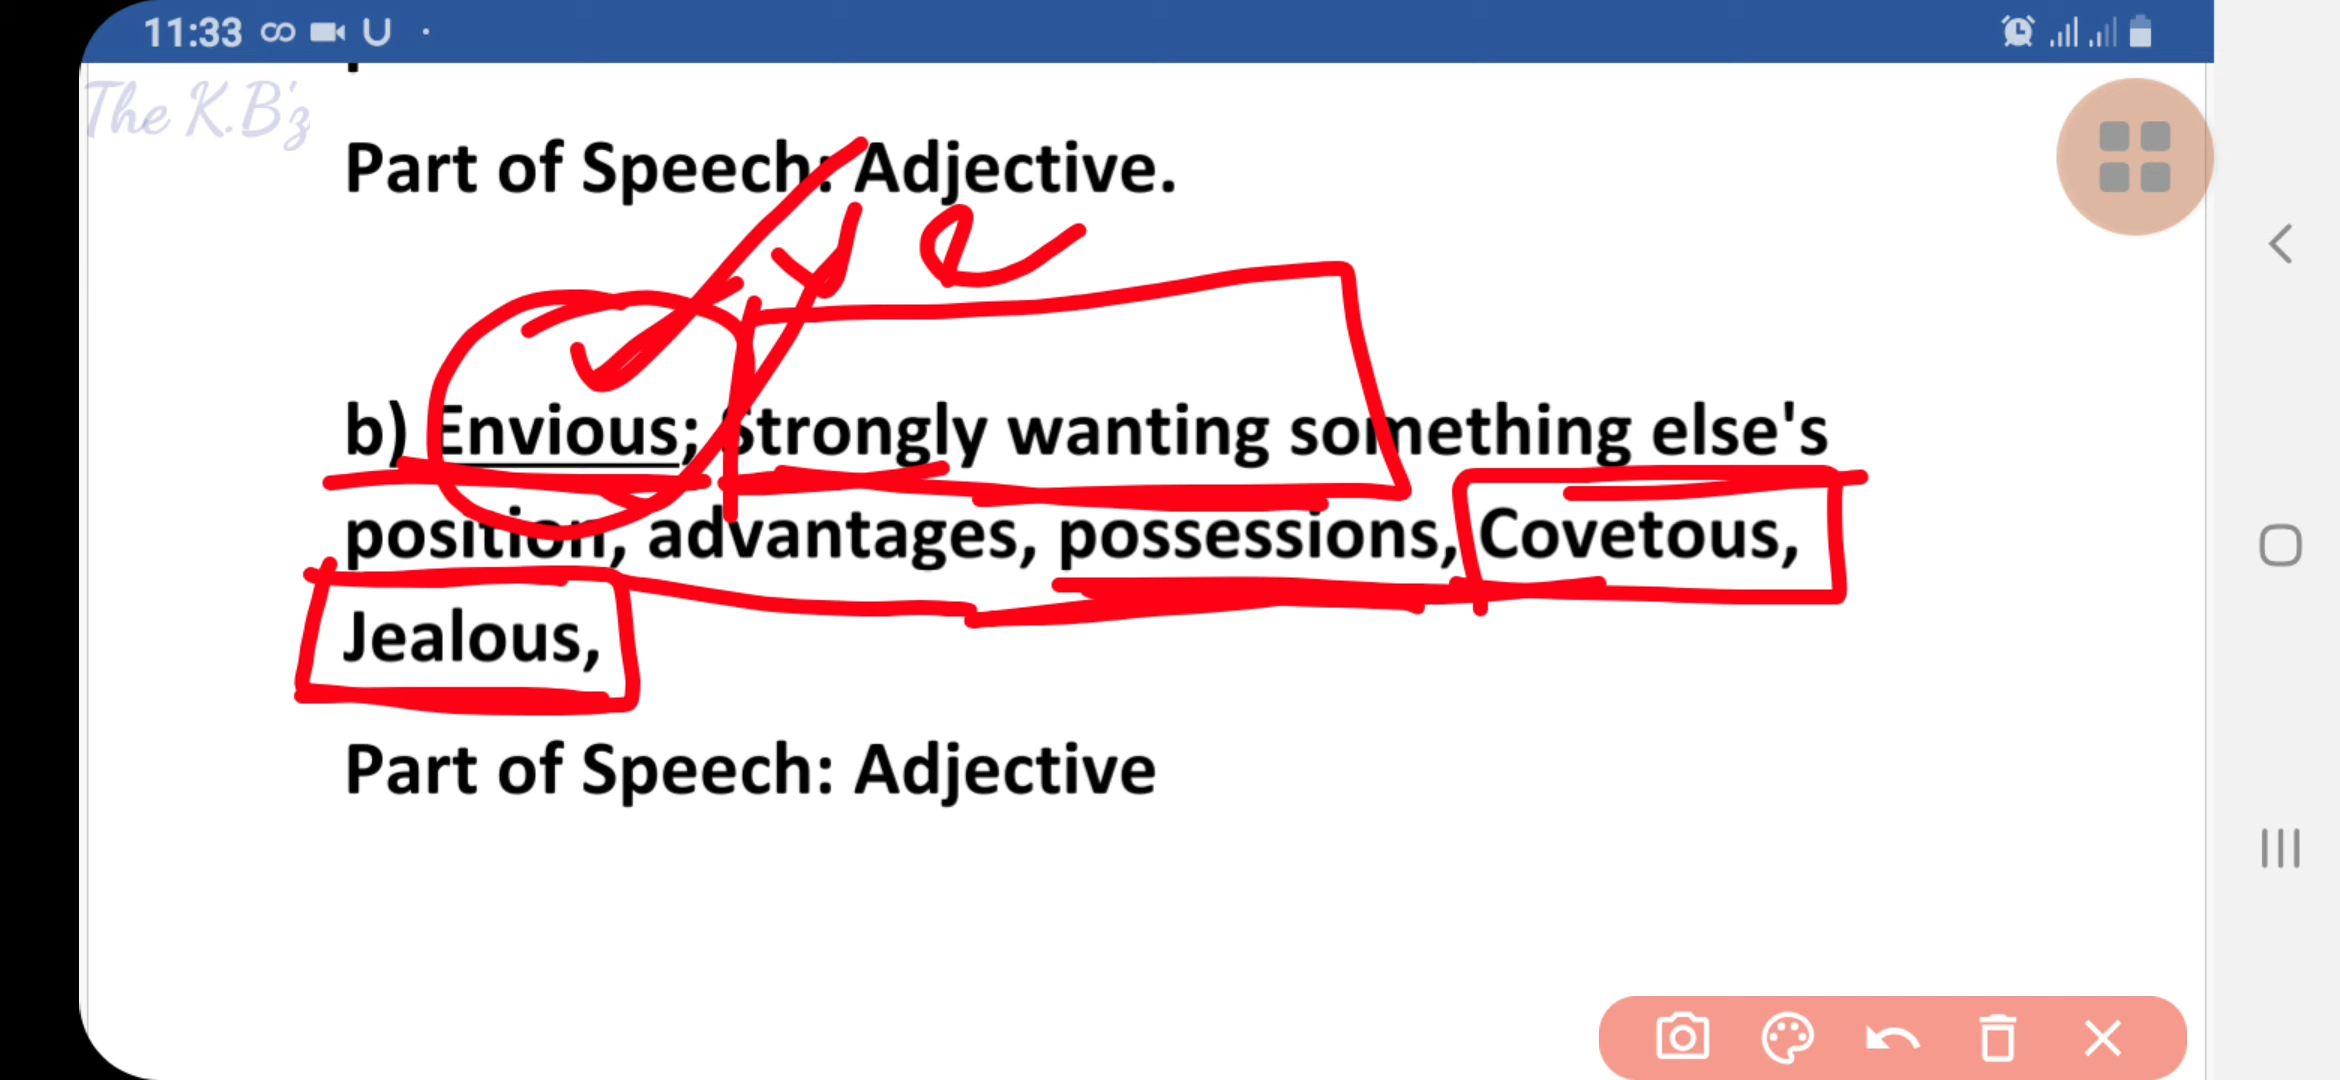 11:33
The K.B'z
Part of Speech: Adjective.
b) Envious; Strongly wanting something else's
position, advantages, possessions, Covetous,
Jealous,
Part of Speech: Adjective